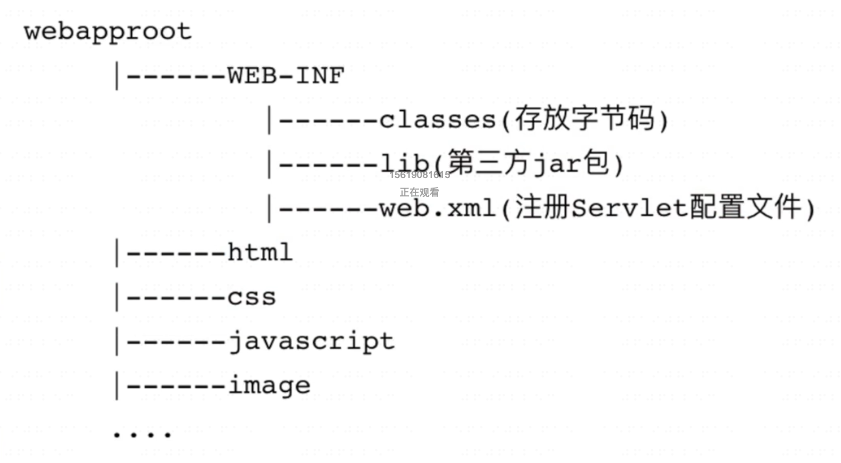 webapproot
|------WEB-INF
|------classes(存放字节码)
|------lib(第三方jar包)
15619081615
正在观看
|------web.xml(注册Servlet配置文件)
|------html
|------css
|------javascript
|------image
....